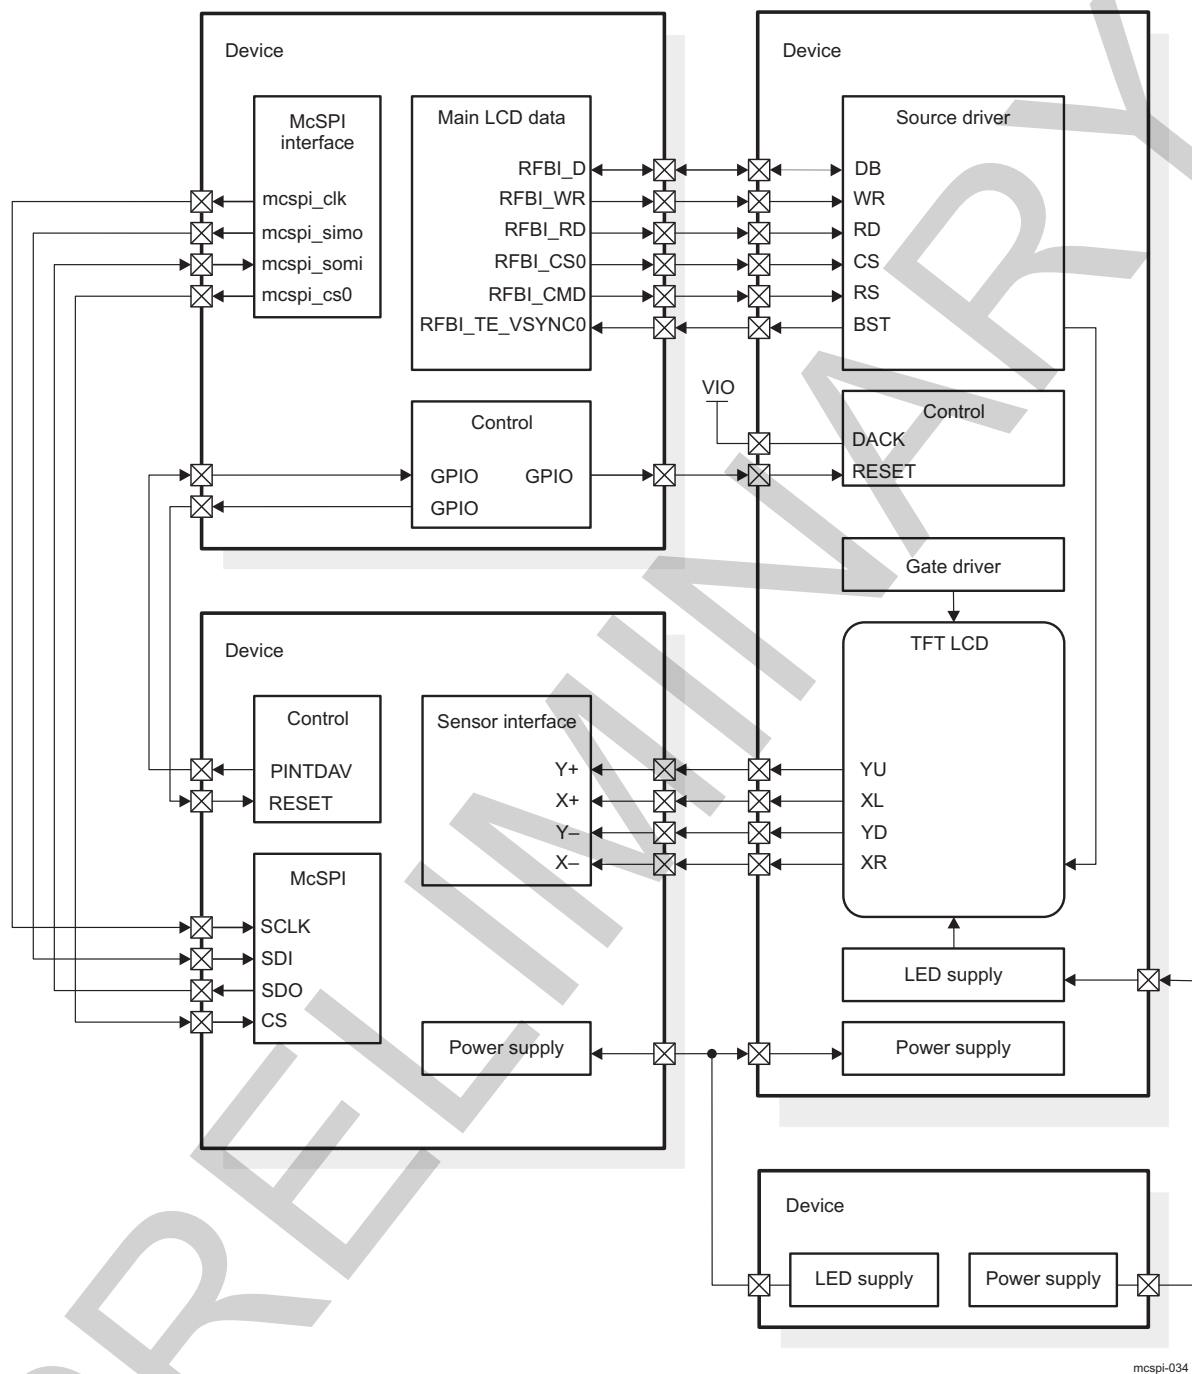 Device
McSPI
interface
mcspi_clk
mcspi_simo
mcspi_somi
mcspi_cs0
Main LCD data
RFBI_D
RFBI_WR
RFBI_RD
RFBI_CS0
RFBI_CMD
RFBI_TE_VSYNC0
Control
GPIO GPIO
GPIO
Device
Source driver
DB
WR
RD
CS
RS
BST
VIO
Control
DACK
RESET
Gate driver
TFT LCD
YU
XL
YD
XR
LED supply
Power supply
Device
Control
PINTDAV
RESET
Sensor interface
Y+
X+
Y–
X–
McSPI
SCLK
SDI
SDO
CS
Power supply
Device
LED supply
Power supply
mcspi-034
PRELIMINARY